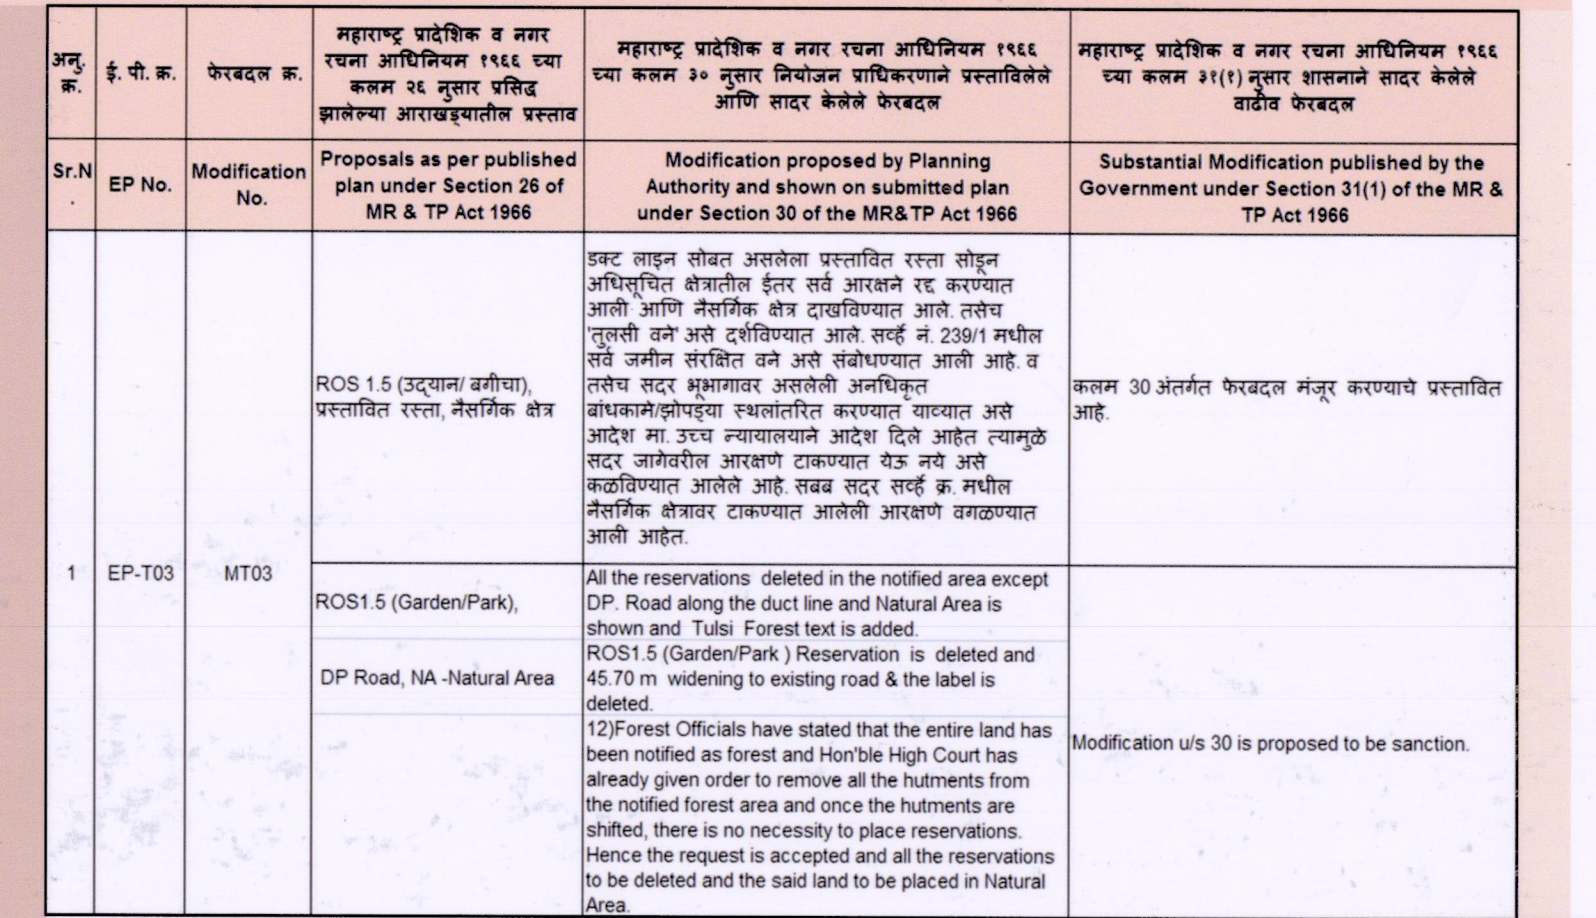 अनु.
क्र.
ई. पी. क्र.
फेरबदल क्र.
महाराष्ट्र प्रादेशिक व नगर
रचना आधिनियम १९६६ च्या
कलम २६ नुसार प्रसिद्ध
झालेल्या आराखड्यातील प्रस्ताव
महाराष्ट्र प्रादेशिक व नगर रचना आधिनियम १९६६
च्या कलम ३० नुसार नियोजन प्राधिकरणाने प्रस्ताविलेले
आणि सादर केलेले फेरबदल
महाराष्ट्र प्रादेशिक व नगर रचना आधिनियम १९६६
च्या कलम ३१(१) नुसार शासनाने सादर केलेले
वाढीव फेरबदल
Sr.N
.
EP No.
Modification
No.
Proposals as per published
plan under Section 26 of
MR & TP Act 1966
Modification proposed by Planning
Authority and shown on submitted plan
under Section 30 of the MR&TP Act 1966
Substantial Modification published by the
Government under Section 31(1) of the MR &
TP Act 1966
1
EP-T03
MT03
ROS 1.5 (उद्यान/ बगीचा),
प्रस्तावित रस्ता, नैसर्गिक क्षेत्र
डक्ट लाइन सोबत असलेला प्रस्तावित रस्ता सोडून
अधिसूचित क्षेत्रातील ईतर सर्व आरक्षने रद्द करण्यात
आली आणि नैसर्गिक क्षेत्र दाखविण्यात आले. तसेच
'तुलसी वने' असे दर्शविण्यात आले. सर्व्हे नं. 239/1 मधील
सर्व जमीन संरक्षित वने असे संबोधण्यात आली आहे. व
तसेच सदर भूभागावर असलेली अनधिकृत
बांधकामे/झोपड्या स्थलांतरित करण्यात याव्यात असे
आदेश मा. उच्च न्यायालयाने आदेश दिले आहेत त्यामुळे
सदर जागेवरील आरक्षणे टाकण्यात येऊ नये असे
कळविण्यात आलेले आहे. सबब सदर सर्व्हे क्र. मधील
नैसर्गिक क्षेत्रावर टाकण्यात आलेली आरक्षणे वगळण्यात
आली आहेत.
कलम 30 अंतर्गत फेरबदल मंजूर करण्याचे प्रस्तावित
आहे.
ROS1.5 (Garden/Park),
All the reservations deleted in the notified area except
DP. Road along the duct line and Natural Area is
shown and Tulsi Forest text is added.
DP Road, NA -Natural Area
ROS1.5 (Garden/Park ) Reservation is deleted and
45.70 m widening to existing road & the label is
deleted.
12)Forest Officials have stated that the entire land has
been notified as forest and Hon'ble High Court has
already given order to remove all the hutments from
the notified forest area and once the hutments are
shifted, there is no necessity to place reservations.
Hence the request is accepted and all the reservations
to be deleted and the said land to be placed in Natural
Area.
Modification u/s 30 is proposed to be sanction.